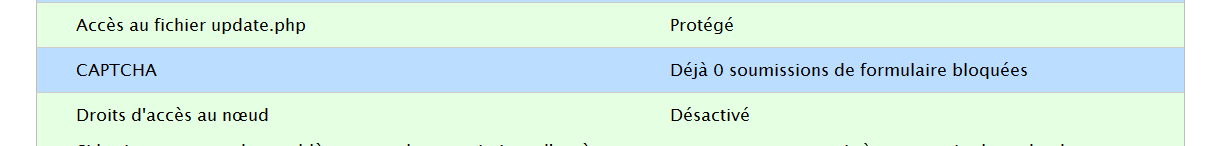 Accès au fichier update.php Protégé
CAPTCHA Déjà 0 soumissions de formulaire bloquées
Droits d'accès au nœud Désactivé